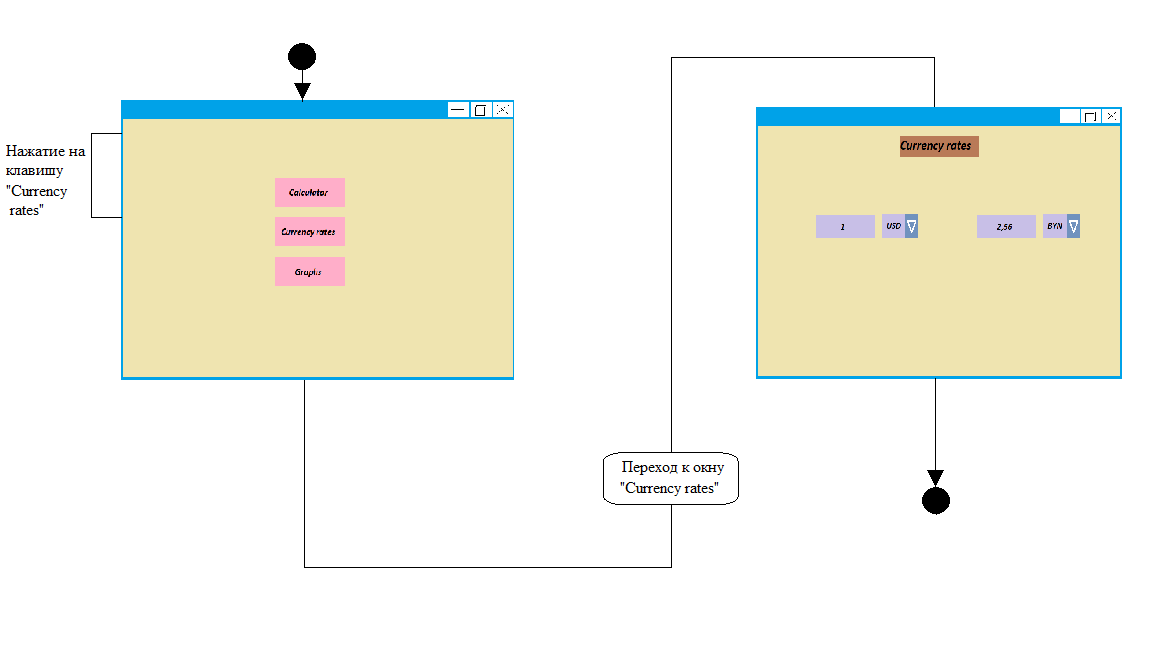 Нажатие на
клавишу
"Currency
rates"
Calculator
Currency rates
Graphs
Переход к окну
"Currency rates"
Currency rates
1
USD
2,56
BYN